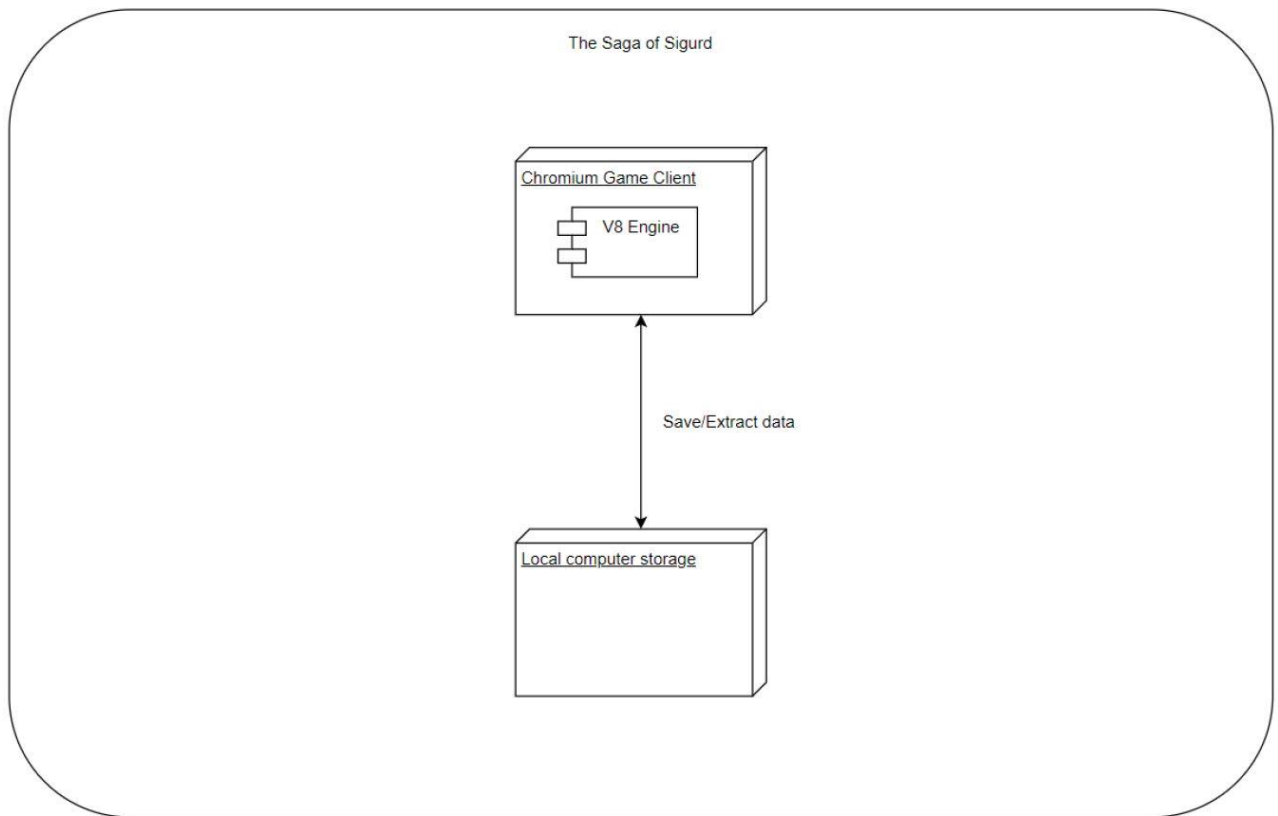 The Saga of Sigurd
Chromium Game Client
V8 Engine
Save/Extract data
Local computer storage